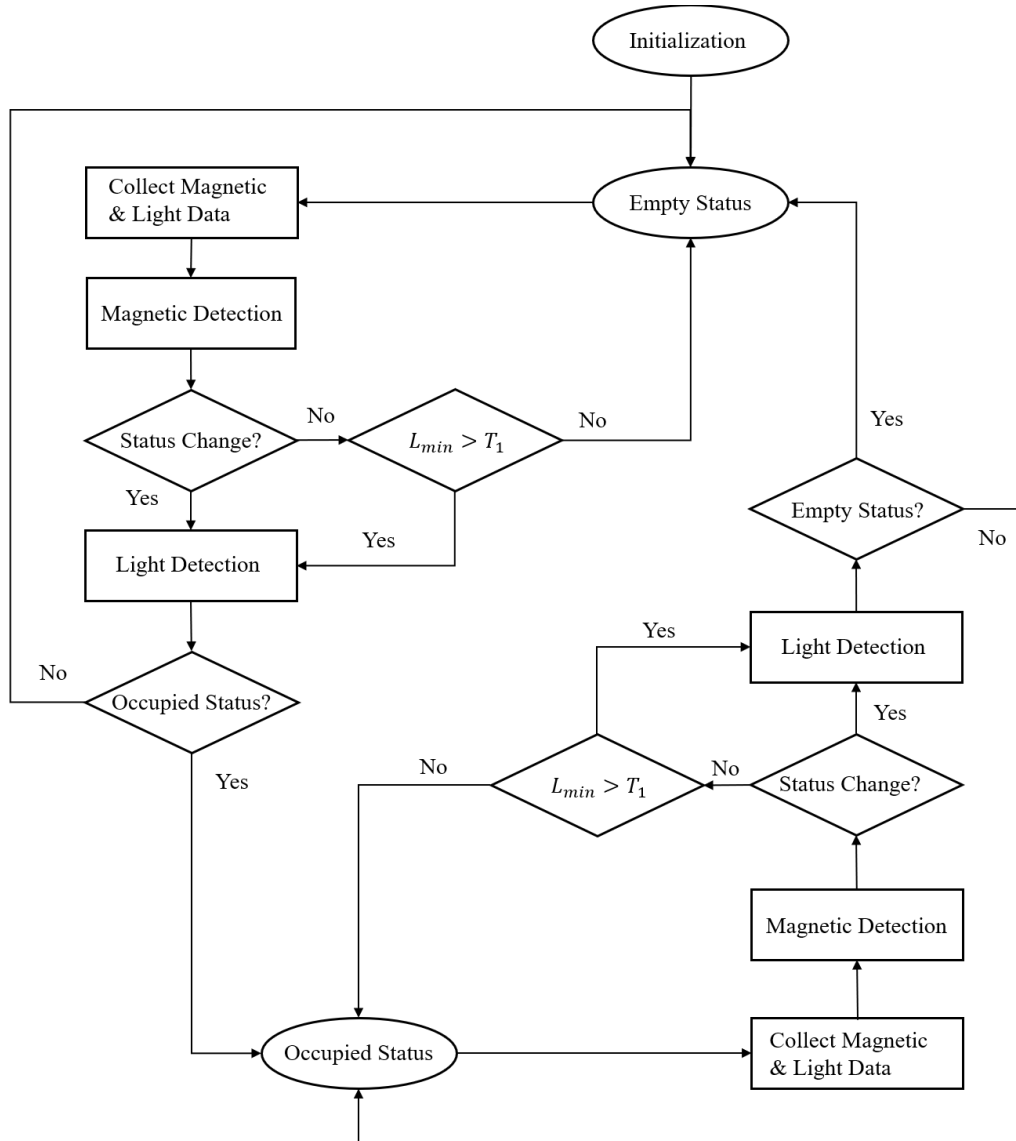 Initialization
Empty Status
Collect Magnetic
& Light Data
Magnetic Detection
Status Change?
No
L_min > T_1
No
Yes
Yes
Light Detection
No
Occupied Status?
Yes
Yes
Empty Status?
No
Yes
Light Detection
Yes
No
L_min > T_1
No
Status Change?
Magnetic Detection
Occupied Status
Collect Magnetic
& Light Data